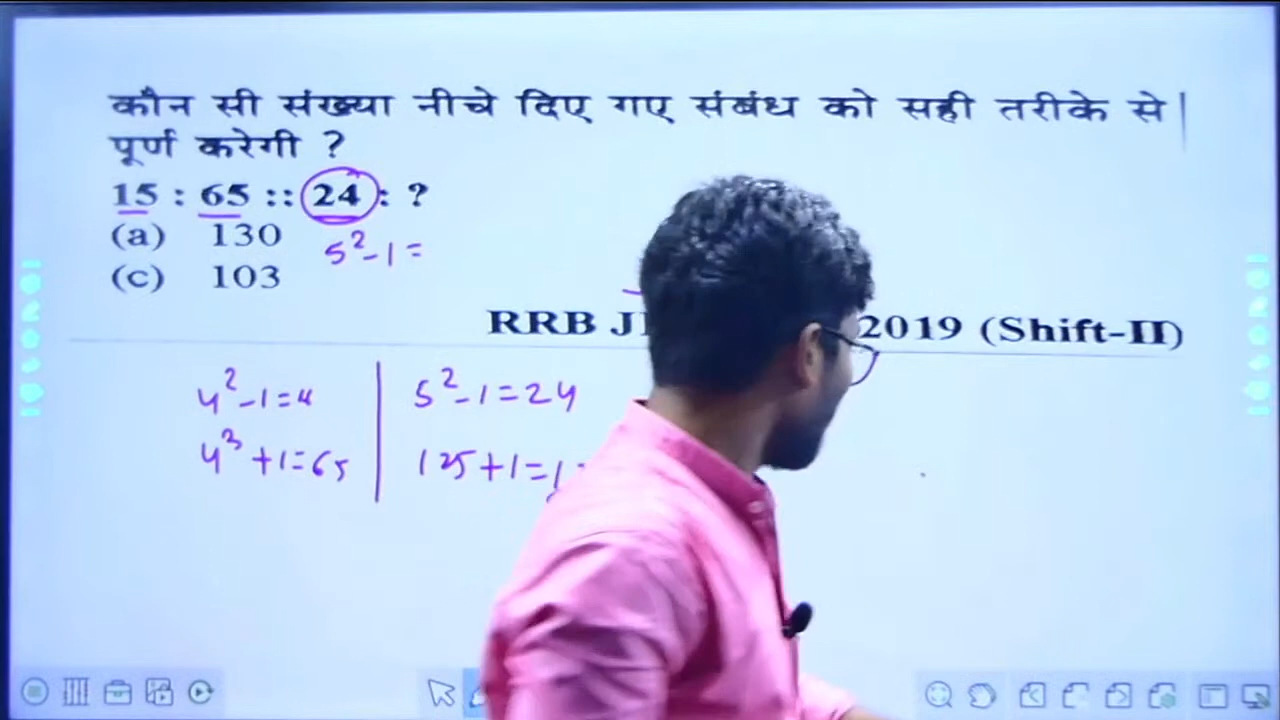 कौन सी संख्या नीचे दिए गए संबंध को सही तरीके से
पूर्ण करेगी ?
15 : 65 :: 24 : ?
(a) 130
5²-1=
(c) 103
RRB 2019 (Shift-II)
4²-1=4
5²-1=24
4³+1=65
125+1=